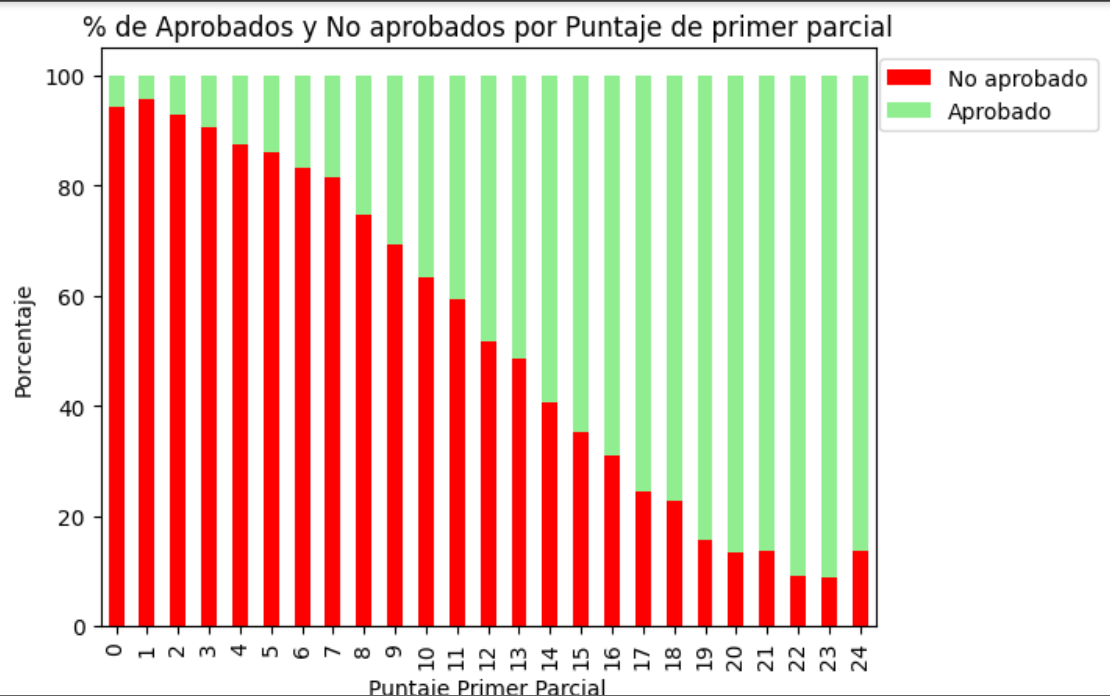 % de Aprobados y No aprobados por Puntaje de primer parcial
No aprobado
Aprobado
100
80
60
40
20
0
Porcentaje
0 1 2 3 4 5 6 7 8 9 10 11 12 13 14 15 16 17 18 19 20 21 22 23 24
Puntaje Primer Parcial